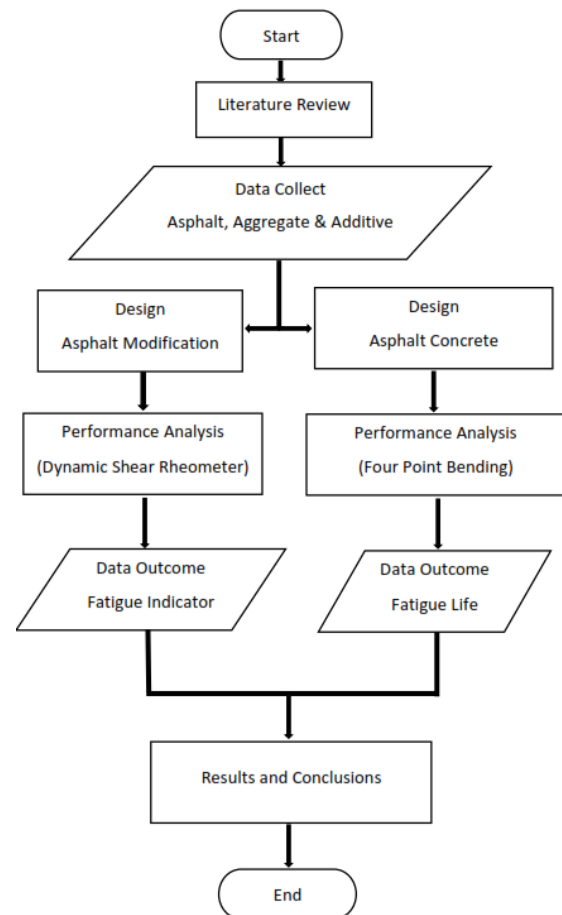 Start
Literature Review
Data Collect
Asphalt, Aggregate & Additive
Design
Asphalt Modification
Design
Asphalt Concrete
Performance Analysis
(Dynamic Shear Rheometer)
Performance Analysis
(Four Point Bending)
Data Outcome
Fatigue Indicator
Data Outcome
Fatigue Life
Results and Conclusions
End